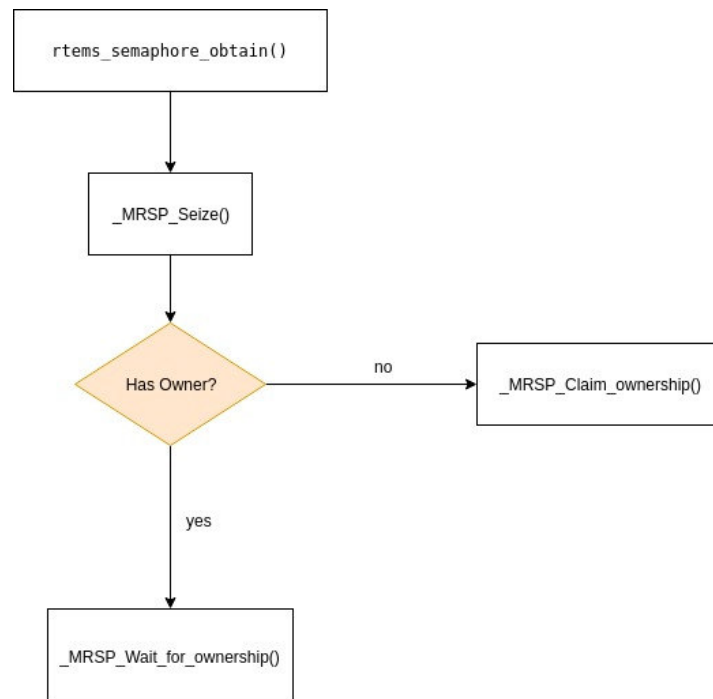 rtems_semaphore_obtain()
_MRSP_Seize()
Has Owner?
no
_MRSP_Claim_ownership()
yes
_MRSP_Wait_for_ownership()